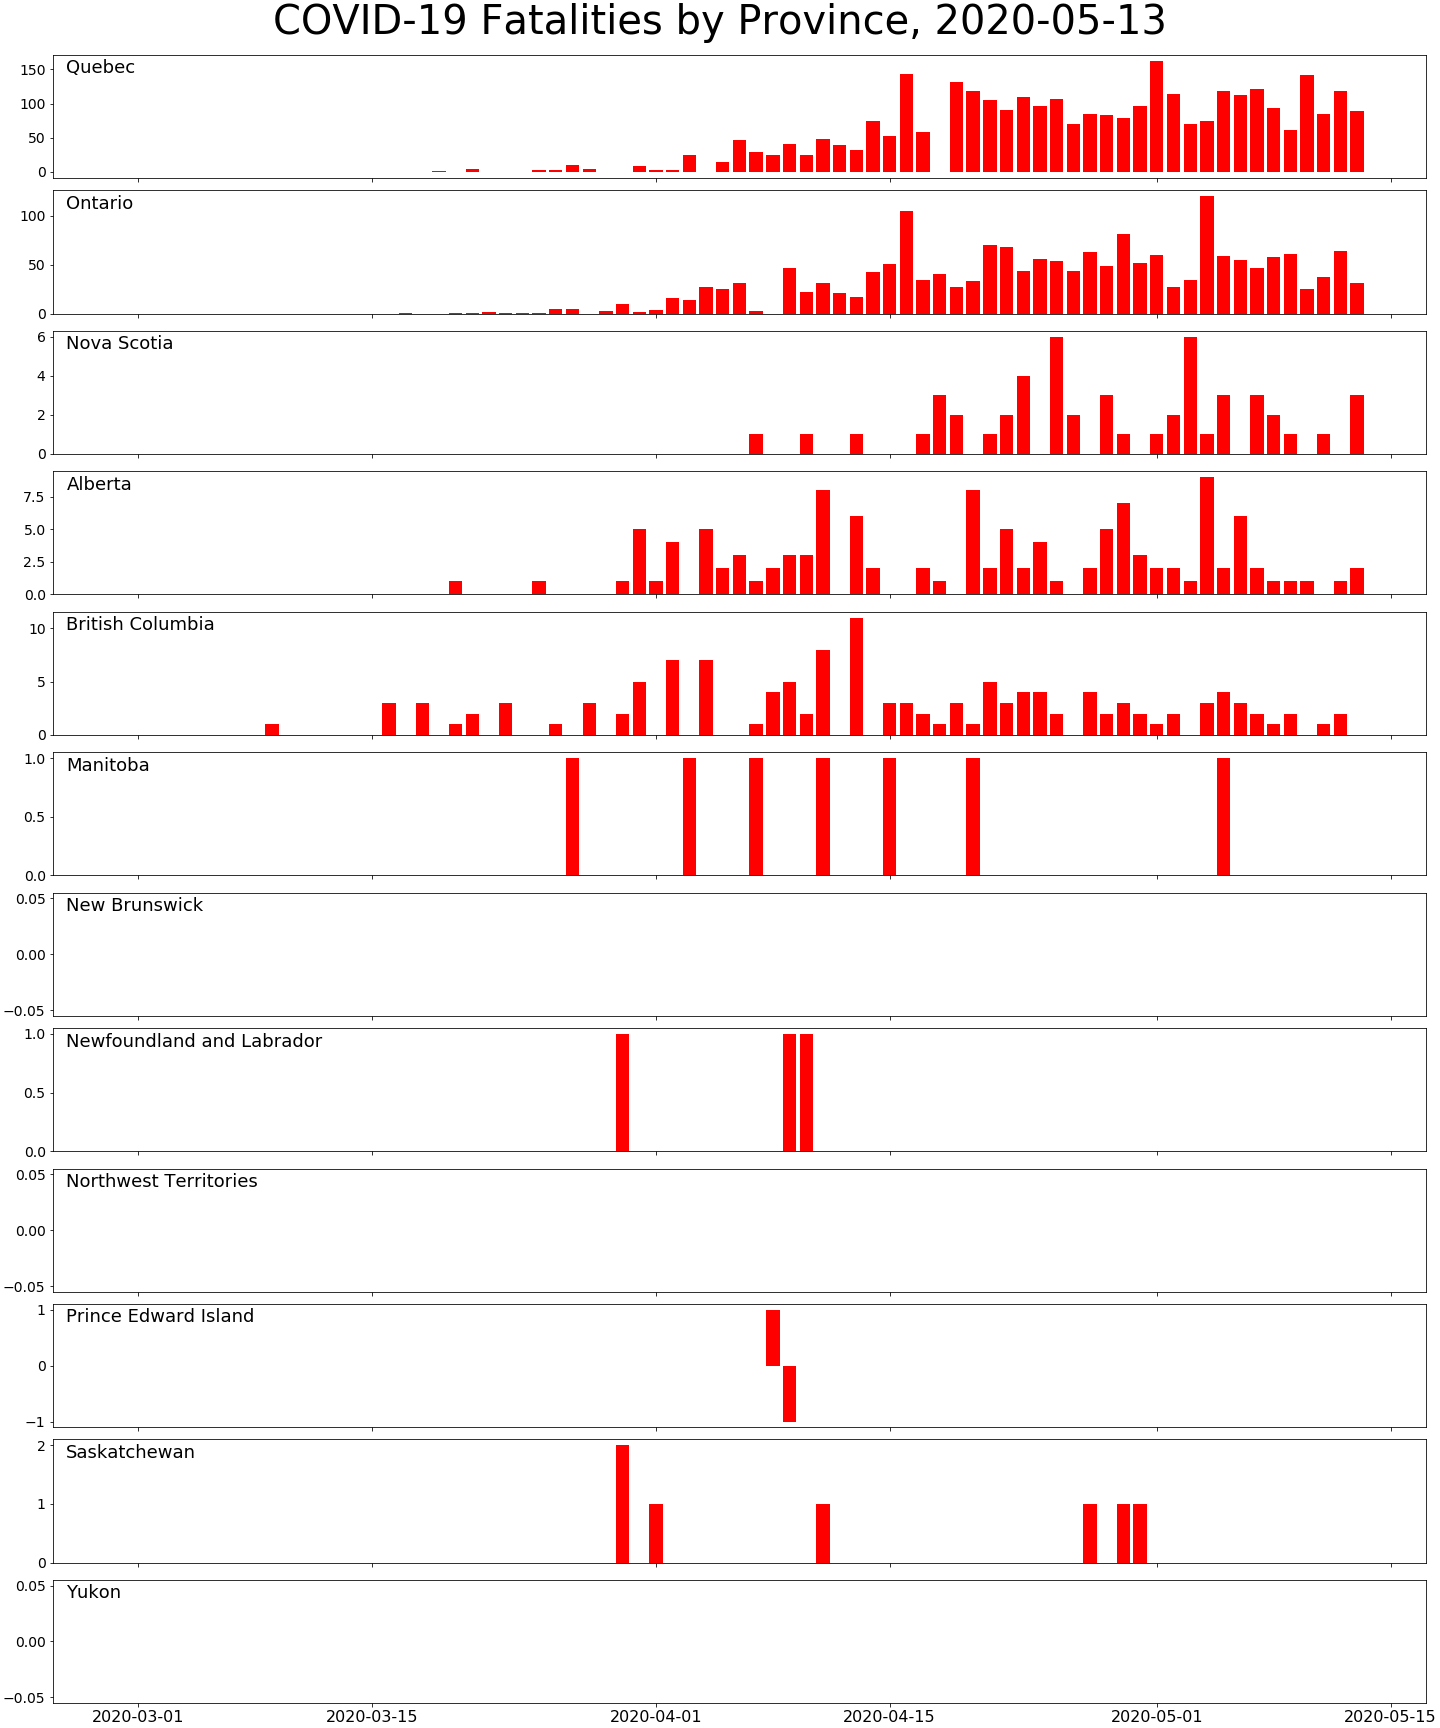 COVID-19 Fatalities by Province, 2020-05-13
Quebec
150
100
50
0
Ontario
100
50
0
Nova Scotia
6
4
2
0
Alberta
7.5
5.0
2.5
0.0
British Columbia
10
5
0
Manitoba
1.0
0.5
0.0
New Brunswick
0.05
0.00
−0.05
Newfoundland and Labrador
1.0
0.5
0.0
Northwest Territories
0.05
0.00
−0.05
Prince Edward Island
1
0
−1
Saskatchewan
2
1
0
Yukon
0.05
0.00
−0.05
2020-03-01 2020-03-15 2020-04-01 2020-04-15 2020-05-01 2020-05-15